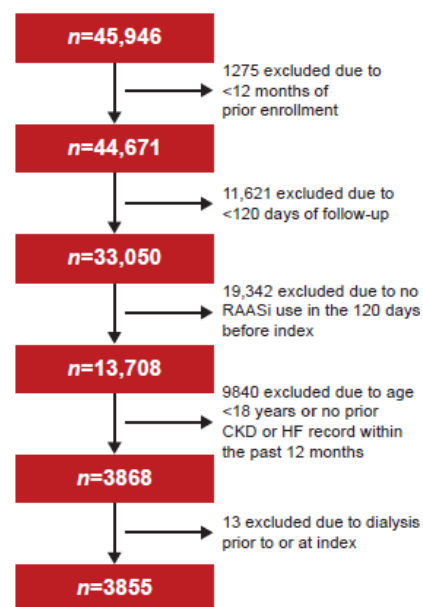 n=45,946
1275 excluded due to
<12 months of
prior enrollment
n=44,671
11,621 excluded due to
<120 days of follow-up
n=33,050
19,342 excluded due to no
RAASi use in the 120 days
before index
n=13,708
9840 excluded due to age
<18 years or no prior
CKD or HF record within
the past 12 months
n=3868
13 excluded due to dialysis
prior to or at index
n=3855